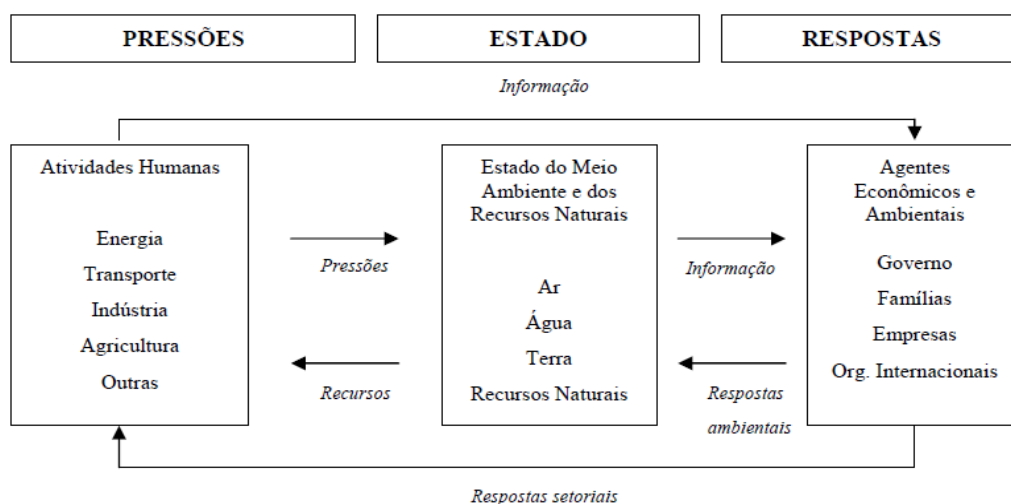 PRESSÕES
ESTADO
RESPOSTAS
Informação
Atividades Humanas
Energia
Transporte
Indústria
Agricultura
Outras
Pressões
Recursos
Estado do Meio
Ambiente e dos
Recursos Naturais
Ar
Água
Terra
Recursos Naturais
Informação
Respostas
ambientais
Agentes
Econômicos e
Ambientais
Governo
Famílias
Empresas
Org. Internacionais
Respostas setoriais